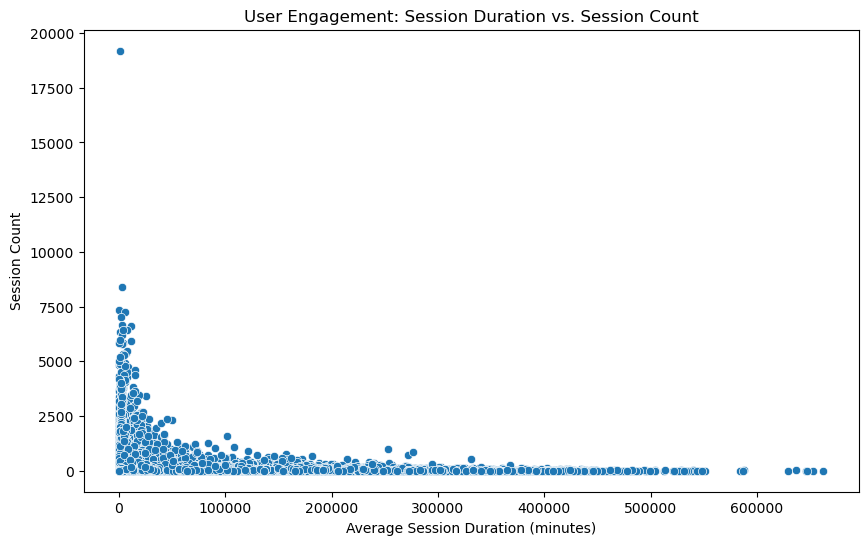 User Engagement: Session Duration vs. Session Count
20000
17500
15000
12500
10000
7500
5000
2500
0
Session Count
0 100000 200000 300000 400000 500000 600000
Average Session Duration (minutes)